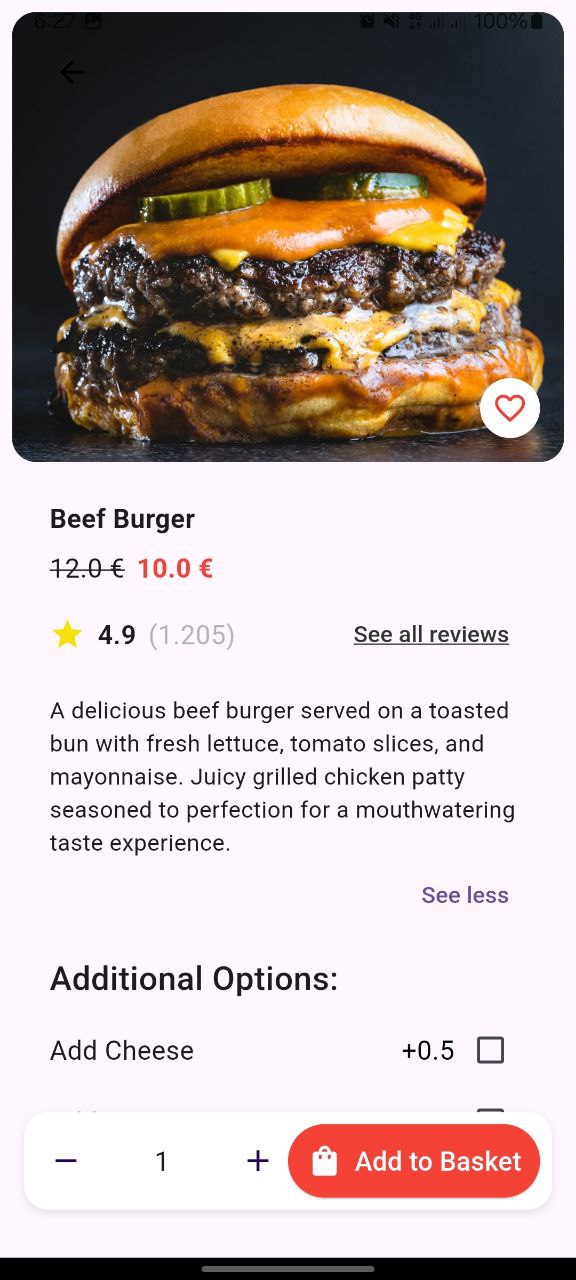 6:27
4G 100%
Beef Burger
12.0 € 10.0 €
4.9 (1.205) See all reviews
A delicious beef burger served on a toasted
bun with fresh lettuce, tomato slices, and
mayonnaise. Juicy grilled chicken patty
seasoned to perfection for a mouthwatering
taste experience.
See less
Additional Options:
Add Cheese +0.5
1 Add to Basket